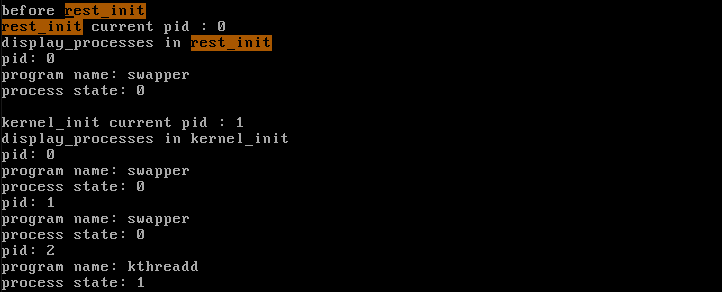 before rest_init
rest_init current pid : 0
display_processes in rest_init
pid: 0
program name: swapper
process state: 0
kernel_init current pid : 1
display_processes in kernel_init
pid: 0
program name: swapper
process state: 0
pid: 1
program name: swapper
process state: 0
pid: 2
program name: kthreadd
process state: 1